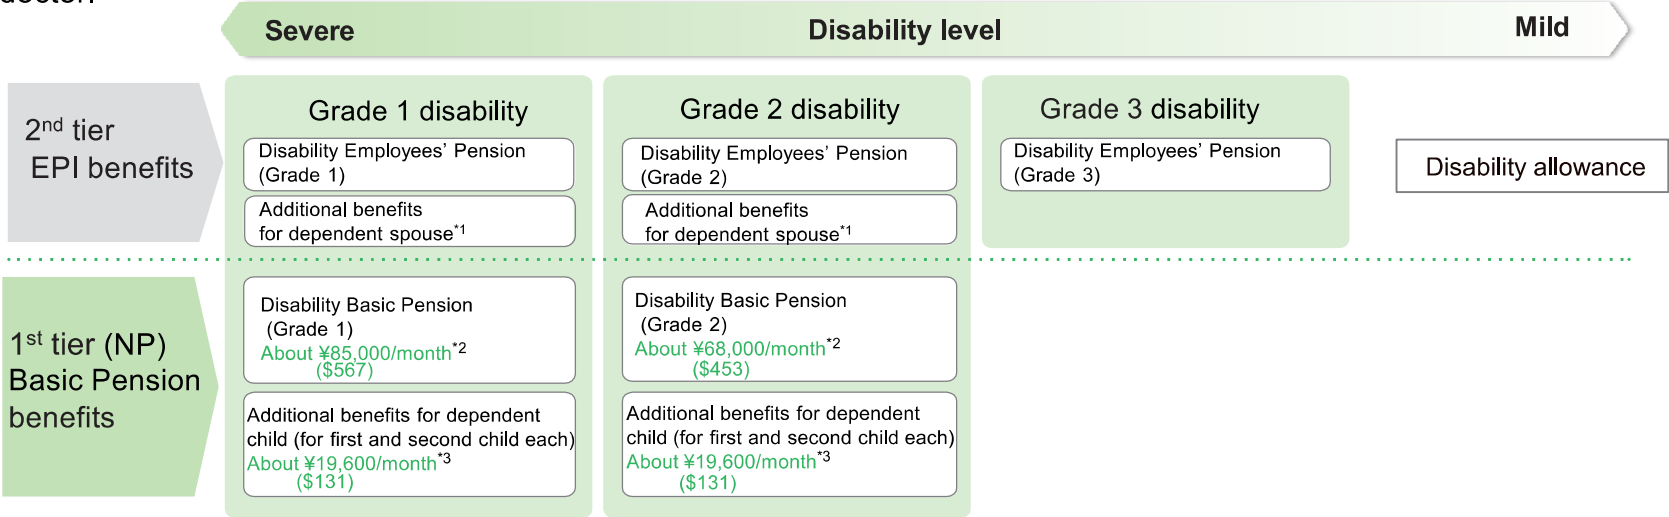 Severe
Disability level
Mild
2nd tier
EPI benefits
Grade 1 disability
Disability Employees' Pension
(Grade 1)
Additional benefits
for dependent spouse*1
Grade 2 disability
Disability Employees' Pension
(Grade 2)
Additional benefits
for dependent spouse*1
Grade 3 disability
Disability Employees' Pension
(Grade 3)
Disability allowance
1st tier (NP)
Basic Pension
benefits
Disability Basic Pension
(Grade 1)
About ¥85,000/month*2
($567)
Additional benefits for dependent
child (for first and second child each)
About ¥19,600/month*3
($131)
Disability Basic Pension
(Grade 2)
About ¥68,000/month*2
($453)
Additional benefits for dependent
child (for first and second child each)
About ¥19,600/month*3
($131)